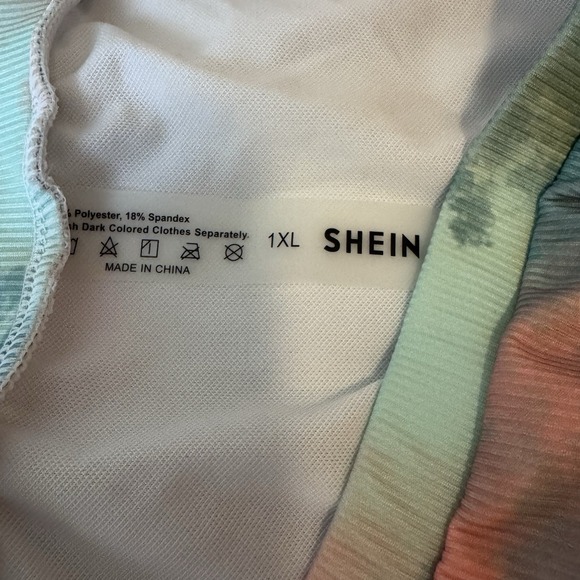 Polyester, 18% Spandex
Dark Colored Clothes Separately.
1XL SHEIN
MADE IN CHINA